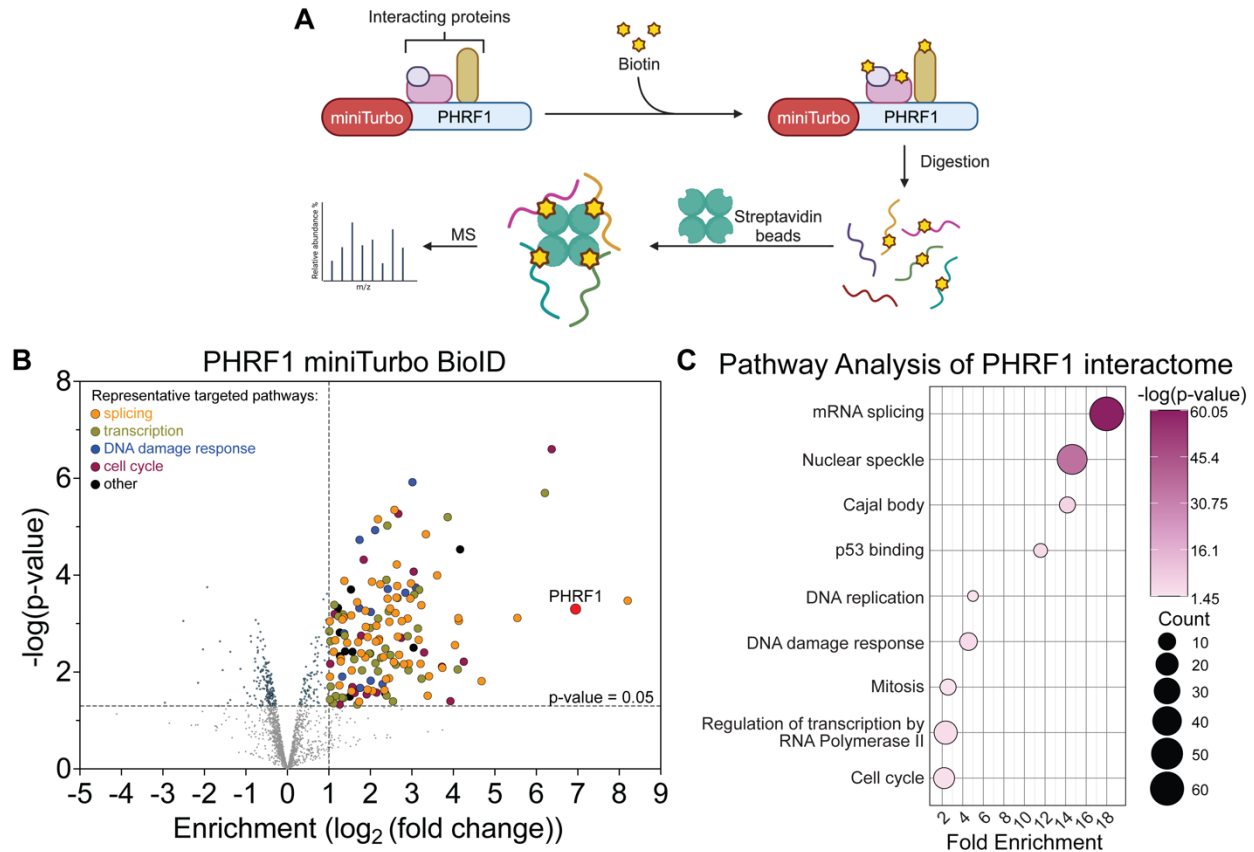 A
Interacting proteins
Biotin
miniTurbo
PHRF1
miniTurbo
PHRF1
Digestion
Streptavidin
beads
MS
Relative abundance %
m/z
B
PHRF1 miniTurbo BioID
Representative targeted pathways:
splicing
transcription
DNA damage response
cell cycle
other
PHRF1
p-value = 0.05
-log(p-value)
8
6
4
2
0
-5 -4 -3 -2 -1 0 1 2 3 4 5 6 7 8 9
Enrichment (log₂ (fold change))
C
Pathway Analysis of PHRF1 interactome
mRNA splicing
Nuclear speckle
Cajal body
p53 binding
DNA replication
DNA damage response
Mitosis
Regulation of transcription by
RNA Polymerase II
Cell cycle
2 4 6 8 10 12 14 16 18
Fold Enrichment
-log(p-value)
60.05
45.4
30.75
16.1
1.45
Count
10
20
30
40
50
60